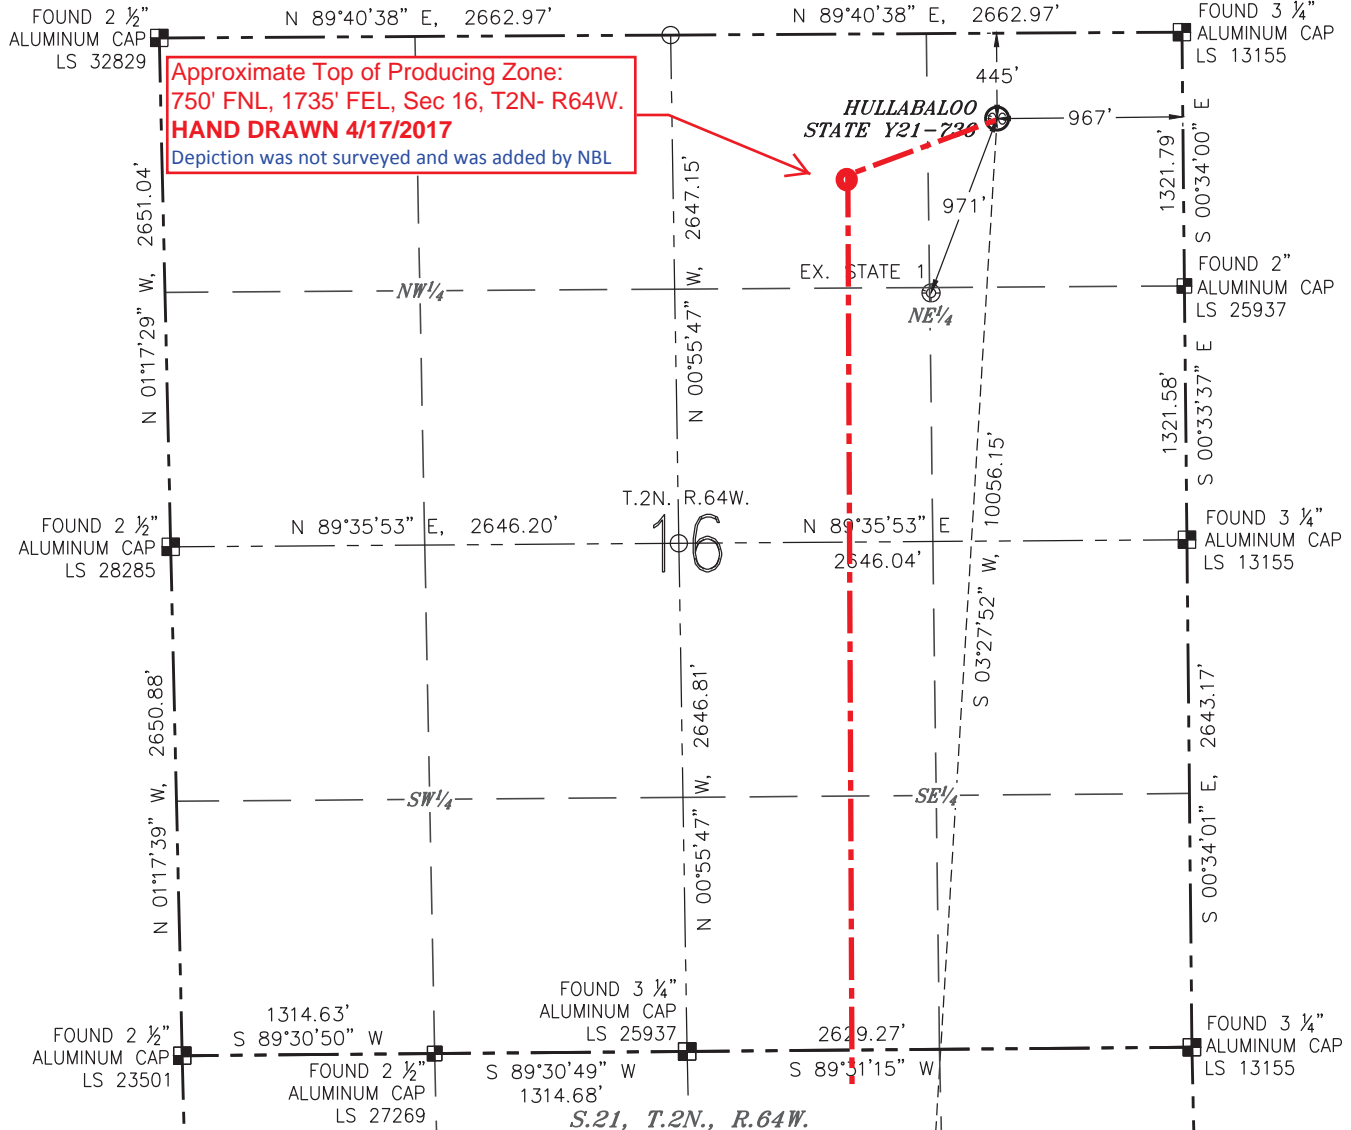 FOUND 2 ½"
ALUMINUM CAP
LS 32829
N 89°40'38" E, 2662.97'
N 89°40'38" E, 2662.97'
FOUND 3 ¼"
ALUMINUM CAP
LS 13155
Approximate Top of Producing Zone:
750' FNL, 1735' FEL, Sec 16, T2N- R64W.
HAND DRAWN 4/17/2017
Depiction was not surveyed and was added by NBL
445'
HULLABALOO
STATE Y21-730
967'
971'
N 01°17'29" W, 2651.04'
N 00°55'47" W, 2647.15'
1321.79'
S 00°34'00" E
EX. STATE 1
NW¼
NE¼
FOUND 2"
ALUMINUM CAP
LS 25937
1321.58'
S 00°33'37" E
S 03°27'52" W, 10056.15'
T.2N. R.64W.
16
FOUND 2 ½"
ALUMINUM CAP
LS 28285
N 89°35'53" E, 2646.20'
N 89°35'53" E
2646.04'
FOUND 3 ¼"
ALUMINUM CAP
LS 13155
N 01°17'39" W, 2650.88'
N 00°55'47" W, 2646.81'
S 00°34'01" E, 2643.17'
SW¼
SE¼
FOUND 2 ½"
ALUMINUM CAP
LS 23501
1314.63'
S 89°30'50" W
FOUND 2 ½"
ALUMINUM CAP
LS 27269
FOUND 3 ¼"
ALUMINUM CAP
LS 25937
S 89°30'49" W
1314.68'
2629.27'
S 89°31'15" W
FOUND 3 ¼"
ALUMINUM CAP
LS 13155
S.21, T.2N., R.64W.